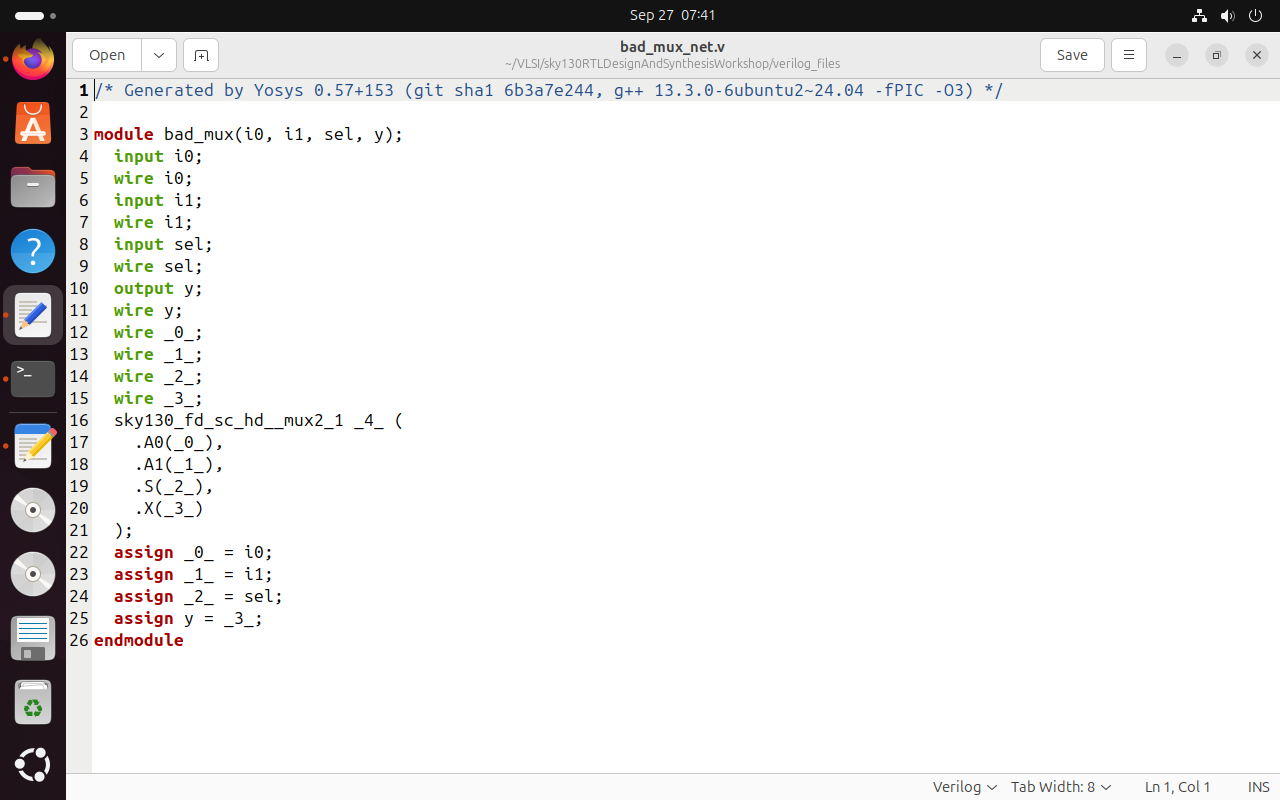 Sep 27 07:41
Open
bad_mux_net.v
~/VLSI/sky130RTLDesignAndSynthesisWorkshop/verilog_files
Save
1 /* Generated by Yosys 0.57+153 (git sha1 6b3a7e244, g++ 13.3.0-6ubuntu2~24.04 -fPIC -O3) */
2
3 module bad_mux(i0, i1, sel, y);
4   input i0;
5   wire i0;
6   input i1;
7   wire i1;
8   input sel;
9   wire sel;
10   output y;
11   wire y;
12   wire _0_;
13   wire _1_;
14   wire _2_;
15   wire _3_;
16   sky130_fd_sc_hd__mux2_1 _4_ (
17     .A0(_0_),
18     .A1(_1_),
19     .S(_2_),
20     .X(_3_)
21   );
22   assign _0_ = i0;
23   assign _1_ = i1;
24   assign _2_ = sel;
25   assign y = _3_;
26 endmodule
Verilog Tab Width: 8 Ln 1, Col 1 INS